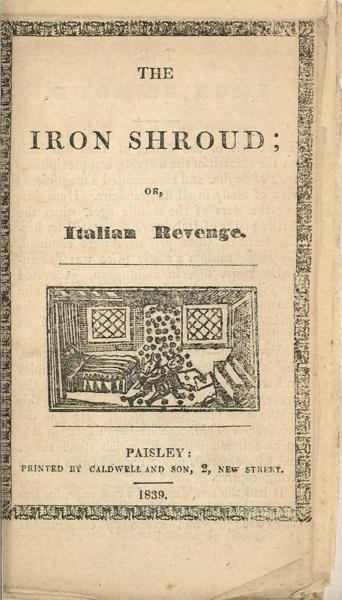 THE
IRON SHROUD;
OR,
Italian Revenge.
PAISLEY:
PRINTED BY CALDWELL AND SON, 2, NEW STREET.
1839.